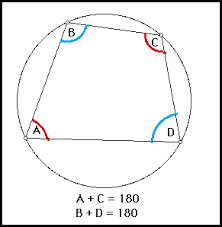 B
C
A
D
A + C = 180
B + D = 180